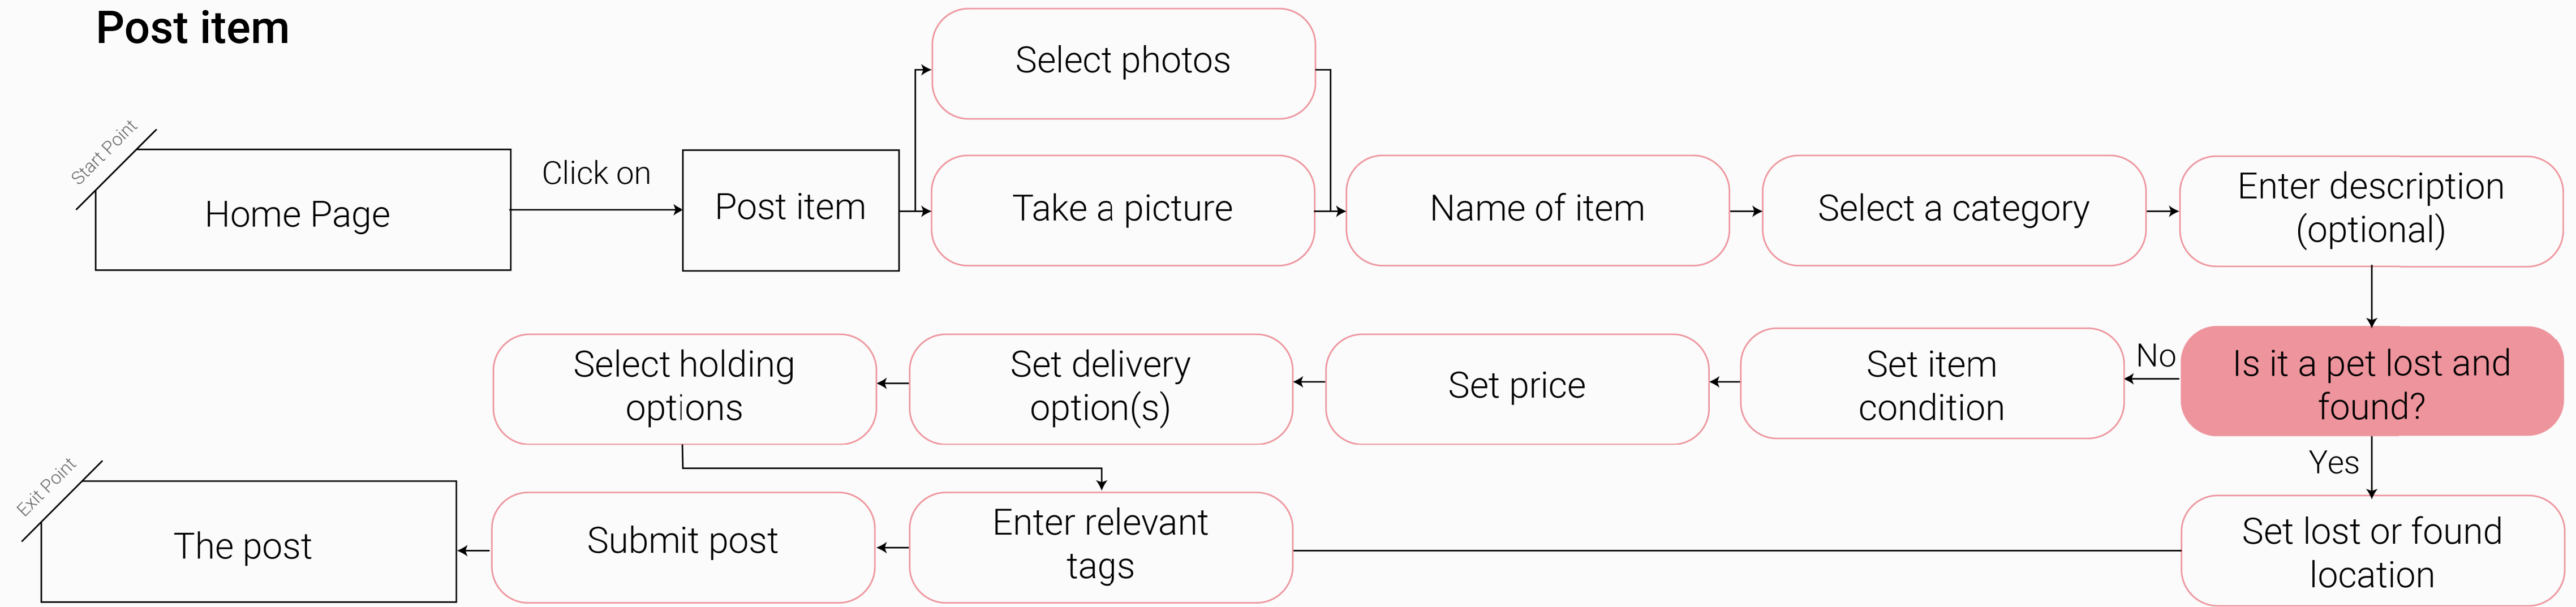 Post item
Select photos
Start Point
Click on
Home Page
Post item
Take a picture
Name of item
Select a category
Enter description
(optional)
Is it a pet lost and
found?
No
Set item
condition
Set price
Set delivery
option(s)
Select holding
options
Yes
Set lost or found
location
Enter relevant
tags
Submit post
Exit Point
The post